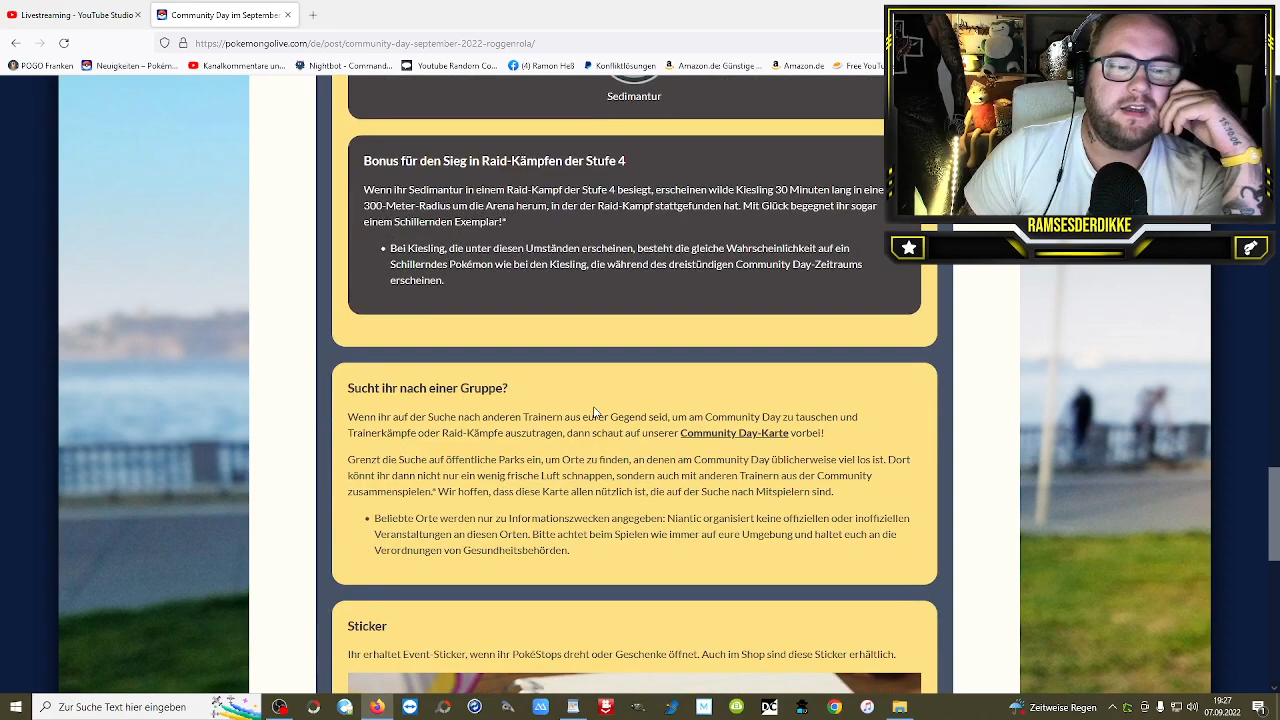 Livestreaming - YouTube Studio
Community Day im September
https://pokemongolive.com/de/post/community-day-september-2022-roggenrola/
POGO Franken
Neuigkeiten – Pokém...
Kanalkommentare un...
Nightbot - Command...
Youtube Random Co...
(4) Ramon Heß
Konfliktlösungen
Amazon.de Günstige ...
Amazon.de
Free YouTu
Sedimantur
Bonus für den Sieg in Raid-Kämpfen der Stufe 4
Wenn ihr Sedimantur in einem Raid-Kampf der Stufe 4 besiegt, erscheinen wilde Kiesling 30 Minuten lang in eine
300-Meter-Radius um die Arena herum, in der der Raid-Kampf stattgefunden hat. Mit Glück begegnet ihr sogar
einem Schillernden Exemplar!*
• Bei Kiesling, die unter diesen Umständen erscheinen, besteht die gleiche Wahrscheinlichkeit auf ein
Schillerndes Pokémon wie bei den Kiesling, die während des dreistündigen Community Day-Zeitraums
erscheinen.
RAMSESDERDIKKE
Sucht ihr nach einer Gruppe?
Wenn ihr auf der Suche nach anderen Trainern aus eurer Gegend seid, um am Community Day zu tauschen und
Trainerkämpfe oder Raid-Kämpfe auszutragen, dann schaut auf unserer Community Day-Karte vorbei!
Grenzt die Suche auf öffentliche Parks ein, um Orte zu finden, an denen am Community Day üblicherweise viel los ist. Dort
könnt ihr dann nicht nur ein wenig frische Luft schnappen, sondern auch mit anderen Trainern aus der Community
zusammenspielen.* Wir hoffen, dass diese Karte allen nützlich ist, die auf der Suche nach Mitspielern sind.
• Beliebte Orte werden nur zu Informationszwecken angegeben: Niantic organisiert keine offiziellen oder inoffiziellen
Veranstaltungen an diesen Orten. Bitte achtet beim Spielen wie immer auf eure Umgebung und haltet euch an die
Verordnungen von Gesundheitsbehörden.
Sticker
Ihr erhaltet Event-Sticker, wenn ihr PokéStops dreht oder Geschenke öffnet. Auch im Shop sind diese Sticker erhältlich.
Zur Suche Text hier eingeben
Zeitweise Regen
19:27
07.09.2022